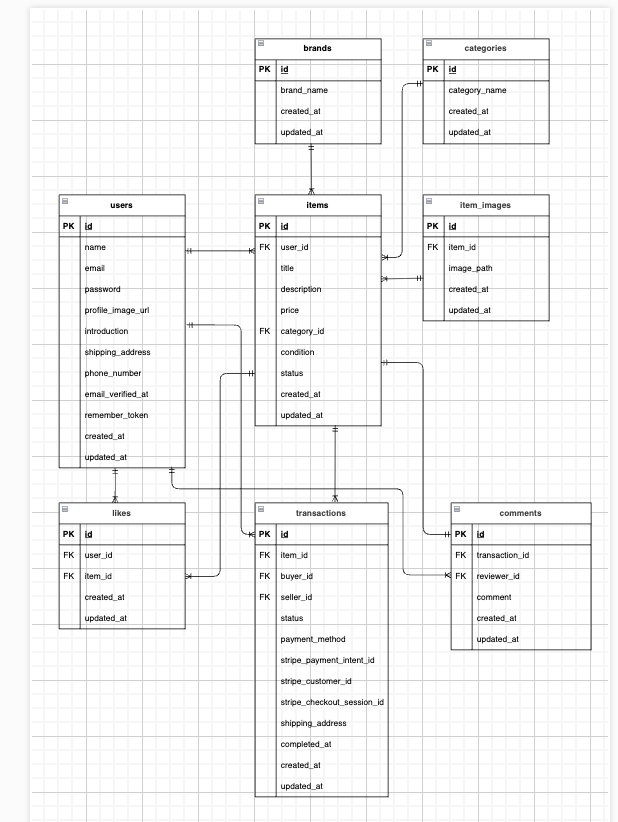 brands
PK id
brand_name
created_at
updated_at
categories
PK id
category_name
created_at
updated_at
users
PK id
name
email
password
profile_image_url
introduction
shipping_address
phone_number
email_verified_at
remember_token
created_at
updated_at
items
PK id
FK user_id
title
description
price
FK category_id
condition
status
created_at
updated_at
item_images
PK id
FK item_id
image_path
created_at
updated_at
likes
PK id
FK user_id
FK item_id
created_at
updated_at
transactions
PK id
FK item_id
FK buyer_id
FK seller_id
status
payment_method
stripe_payment_intent_id
stripe_customer_id
stripe_checkout_session_id
shipping_address
completed_at
created_at
updated_at
comments
PK id
FK transaction_id
FK reviewer_id
comment
created_at
updated_at